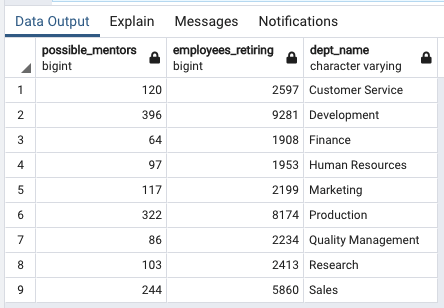 Data Output Explain Messages Notifications
possible_mentors employees_retiring dept_name
bigint bigint character varying
1 120 2597 Customer Service
2 396 9281 Development
3 64 1908 Finance
4 97 1953 Human Resources
5 117 2199 Marketing
6 322 8174 Production
7 86 2234 Quality Management
8 103 2413 Research
9 244 5860 Sales